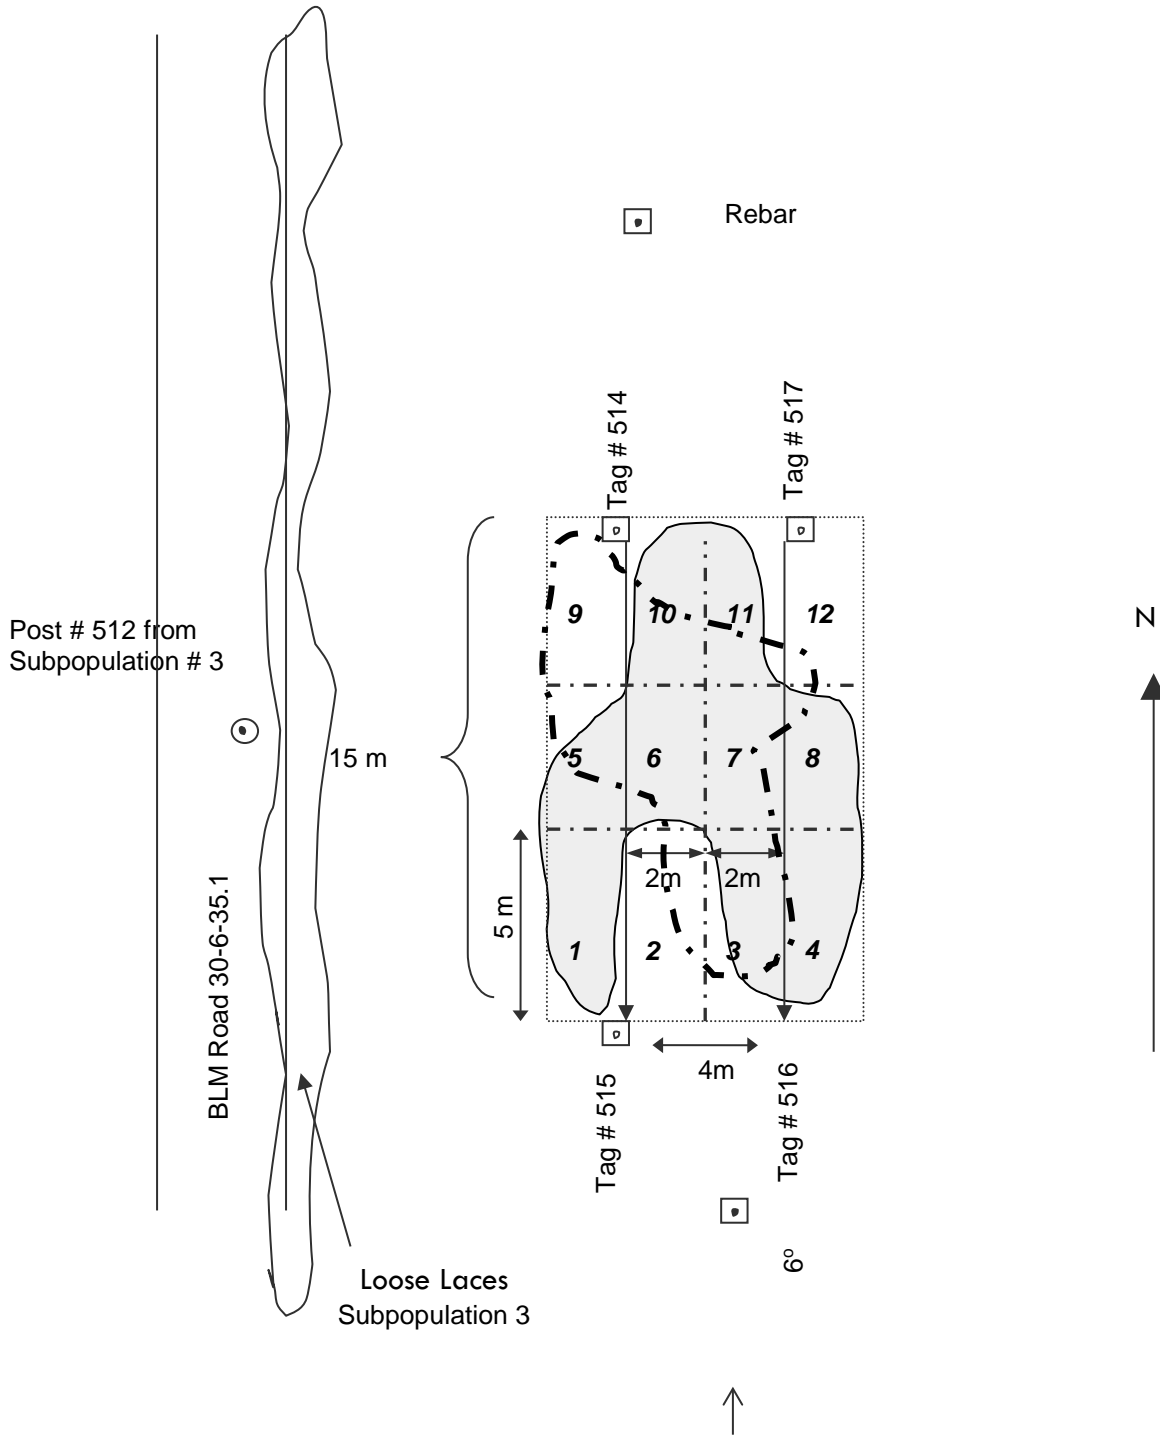 Rebar
Tag # 514
Tag # 517
9
10
11
12
N
Post # 512 from
Subpopulation # 3
15 m
5
6
7
8
2m
2m
5 m
BLM Road 30-6-35.1
1
2
3
4
4m
Tag # 515
Tag # 516
6º
Loose Laces
Subpopulation 3